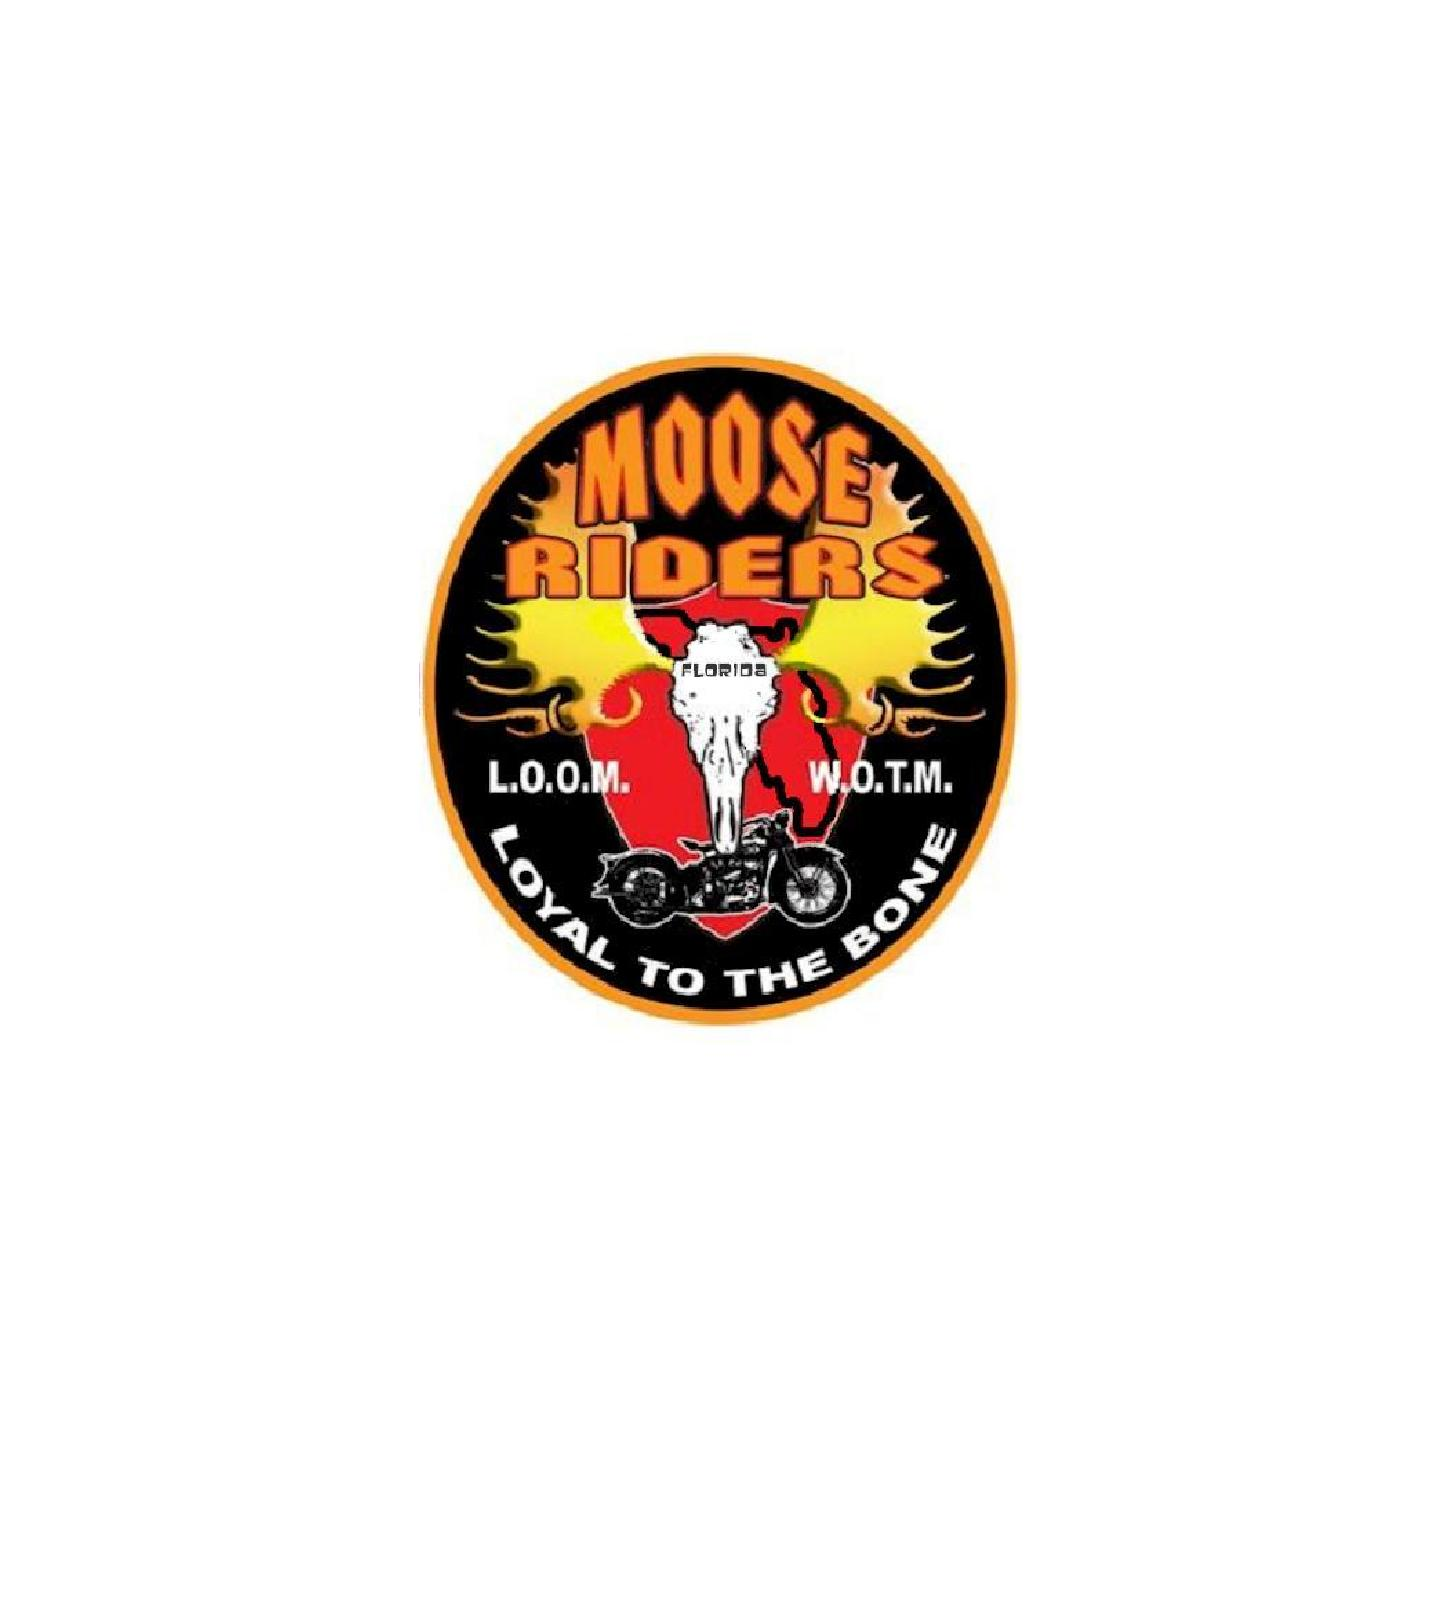 MOOSE
RIDERS
FLORIDa
L.O.O.M.
W.O.T.M.
LOYAL TO THE BONE